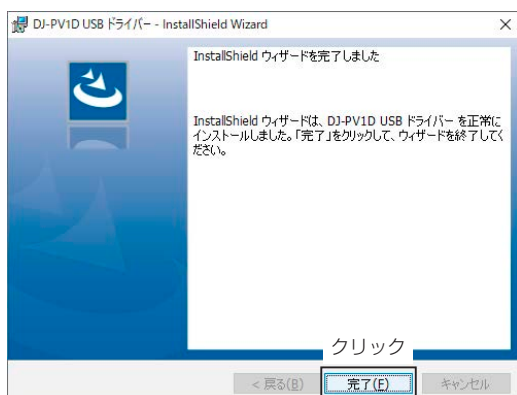 DJ-PV1D USB ドライバー - InstallShield Wizard
InstallShield ウィザードを完了しました
InstallShield ウィザードは、DJ-PV1D USB ドライバー を正常に
インストールしました。「完了」をクリックして、ウィザードを終了してく
ださい。
クリック
< 戻る(B)
完了(F)
キャンセル